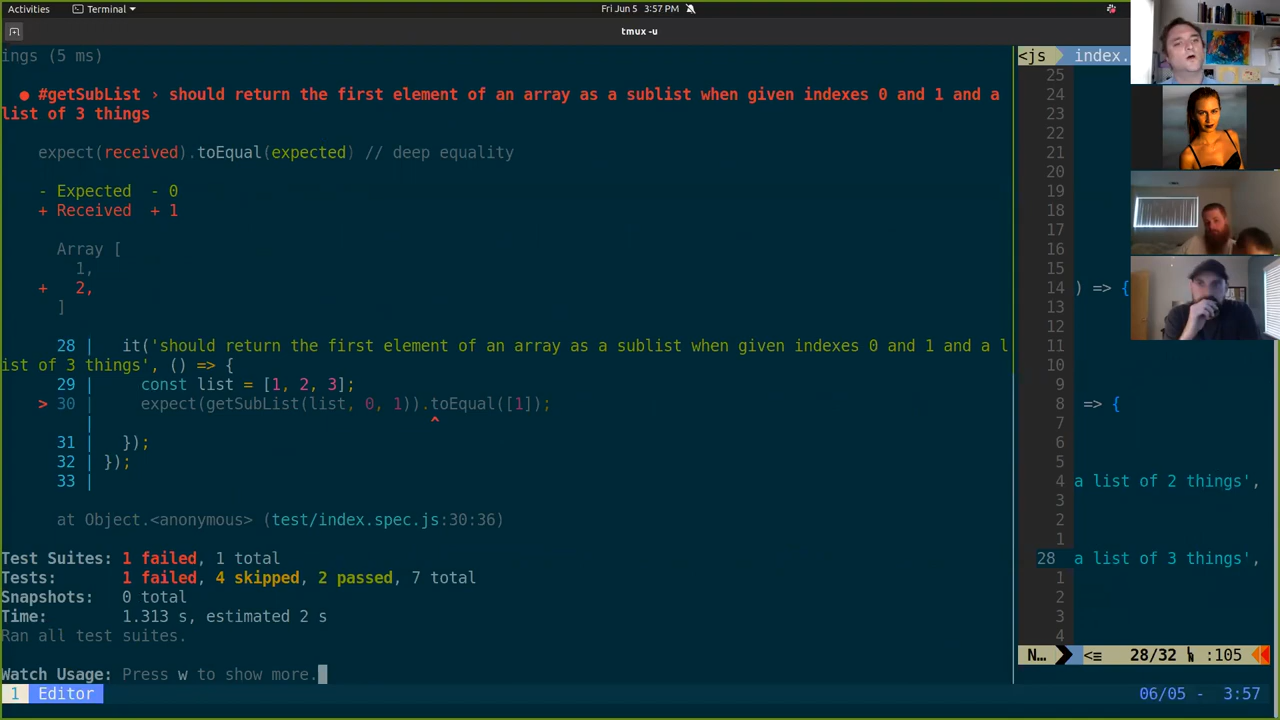 Activities
Terminal
Fri Jun 5 3:57 PM
tmux -u
ings (5 ms)
● #getSubList › should return the first element of an array as a sublist when given indexes 0 and 1 and a
list of 3 things
expect(received).toEqual(expected) // deep equality
- Expected - 0
+ Received + 1
Array [
1,
+ 2,
]
28 | it('should return the first element of an array as a sublist when given indexes 0 and 1 and a l
ist of 3 things', () => {
29 | const list = [1, 2, 3];
> 30 | expect(getSubList(list, 0, 1)).toEqual([1]);
| ^
31 | });
32 | });
33 |
at Object.<anonymous> (test/index.spec.js:30:36)
Test Suites: 1 failed, 1 total
Tests: 1 failed, 4 skipped, 2 passed, 7 total
Snapshots: 0 total
Time: 1.313 s, estimated 2 s
Ran all test suites.
Watch Usage: Press w to show more.
1 Editor
<js index.
25
24
23
22
21
20
19
18
17
16
15
14 ) => {
13
12
11
10
9
8 => {
7
6
5
4 a list of 2 things',
3
2
1
28 a list of 3 things',
1
2
3
4
N… <≡ 28/32 :105
06/05 - 3:57